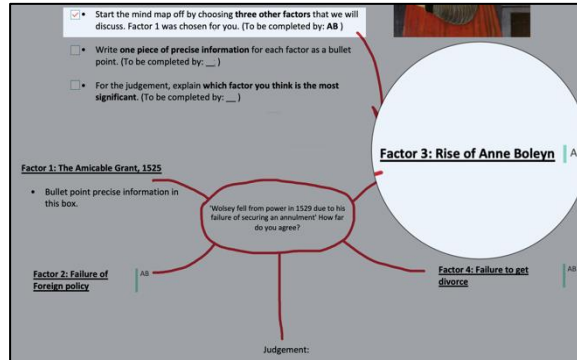 • Start the mind map off by choosing three other factors that we will
discuss. Factor 1 was chosen for you. (To be completed by: AB )
• Write one piece of precise information for each factor as a bullet
point. (To be completed by: __ )
• For the judgement, explain which factor you think is the most
significant. (To be completed by: __ )
Factor 3: Rise of Anne Boleyn
A
Factor 1: The Amicable Grant, 1525
• Bullet point precise information in
this box.
'Wolsey fell from power in 1529 due to his
failure of securing an annulment' How far
do you agree?
Factor 2: Failure of
Foreign policy
AB
Factor 4: Failure to get
divorce
AB
Judgement: